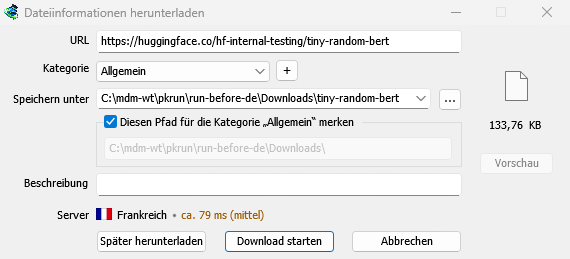 Dateiinformationen herunterladen
URL https://huggingface.co/hf-internal-testing/tiny-random-bert
Kategorie Allgemein +
Speichern unter C:\mdm-wt\pkrun\run-before-de\Downloads\tiny-random-bert ...
Diesen Pfad für die Kategorie „Allgemein“ merken
C:\mdm-wt\pkrun\run-before-de\Downloads\
133,76 KB
Vorschau
Beschreibung
Server Frankreich • ca. 79 ms (mittel)
Später herunterladen Download starten Abbrechen